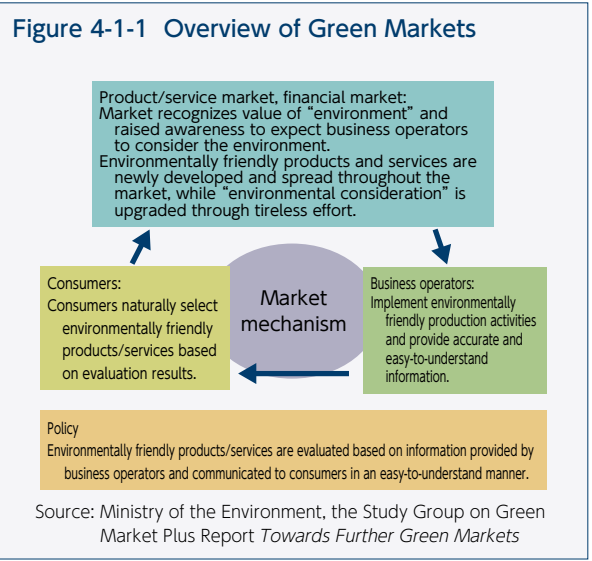 Figure 4-1-1 Overview of Green Markets
Product/service market, financial market:
Market recognizes value of “environment” and
raised awareness to expect business operators
to consider the environment.
Environmentally friendly products and services are
newly developed and spread throughout the
market, while “environmental consideration” is
upgraded through tireless effort.
Consumers:
Consumers naturally select
environmentally friendly
products/services based
on evaluation results.
Market
mechanism
Business operators:
Implement environmentally
friendly production activities
and provide accurate and
easy-to-understand
information.
Policy
Environmentally friendly products/services are evaluated based on information provided by
business operators and communicated to consumers in an easy-to-understand manner.
Source: Ministry of the Environment, the Study Group on Green
Market Plus Report Towards Further Green Markets